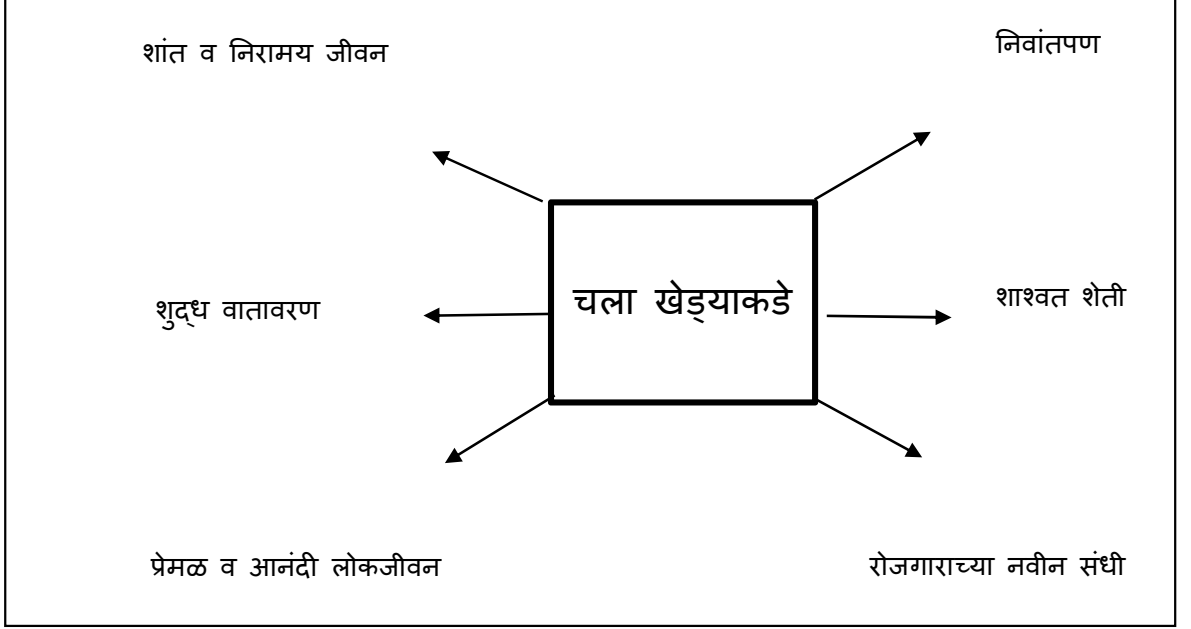 शांत व निरामय जीवन
निवांतपण
चला खेड्याकडे
शुद्ध वातावरण
शाश्वत शेती
प्रेमळ व आनंदी लोकजीवन
रोजगाराच्या नवीन संधी